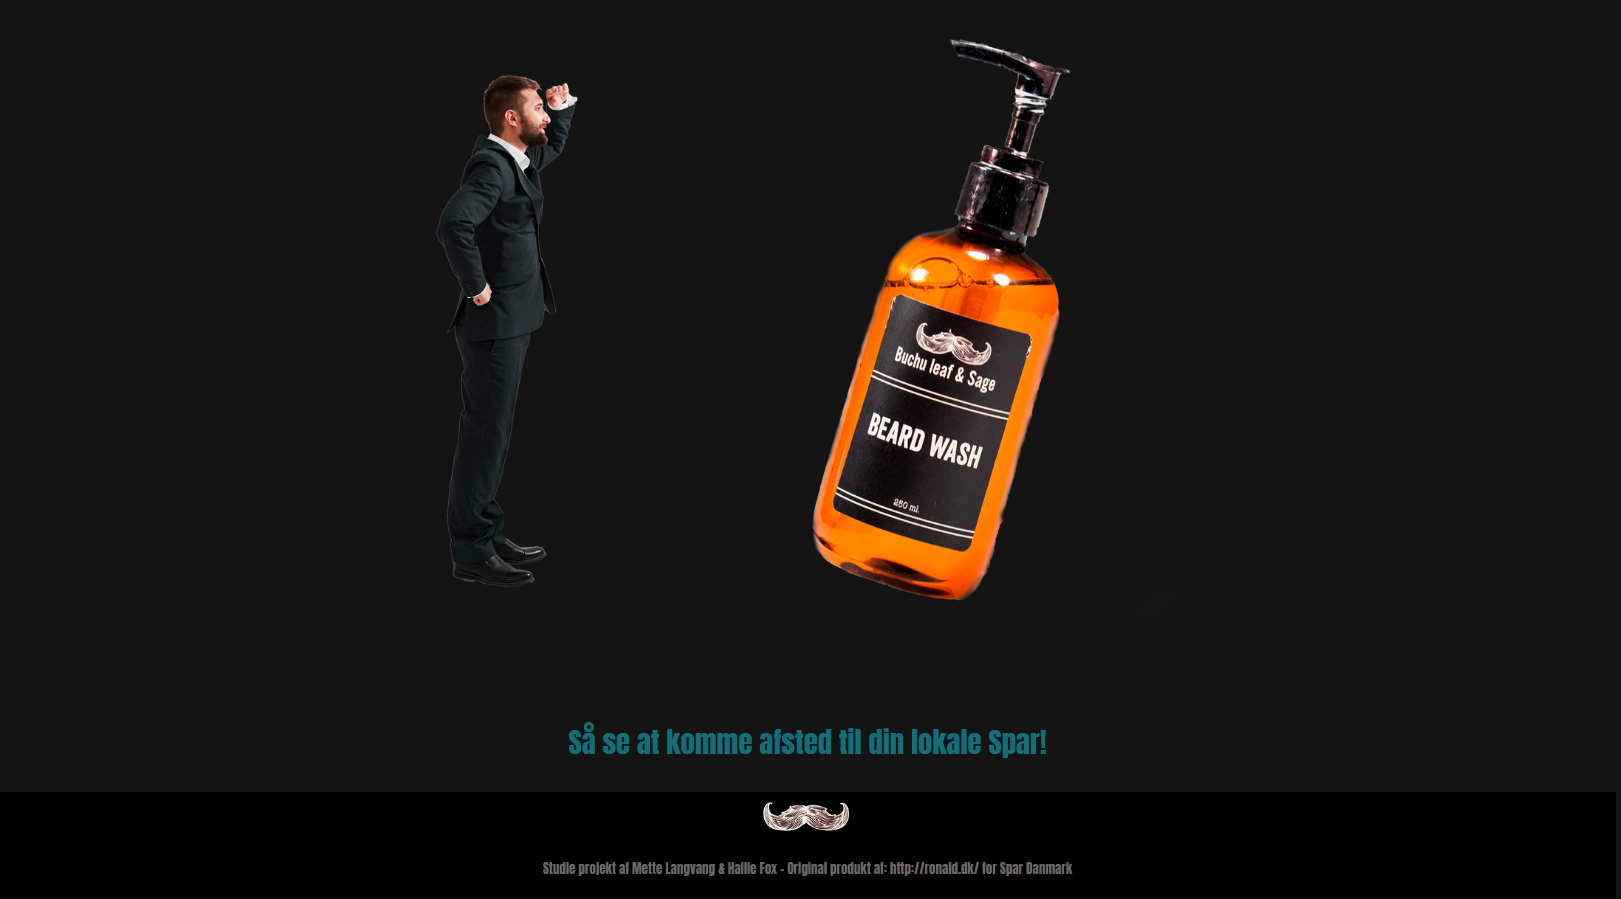 Buchu leaf & Sage
BEARD WASH
250 ml.
Så se at komme afsted til din lokale Spar!
Studie projekt af Mette Langvang & Hallie Fox - Original produkt af: http://ronald.dk/ for Spar Danmark